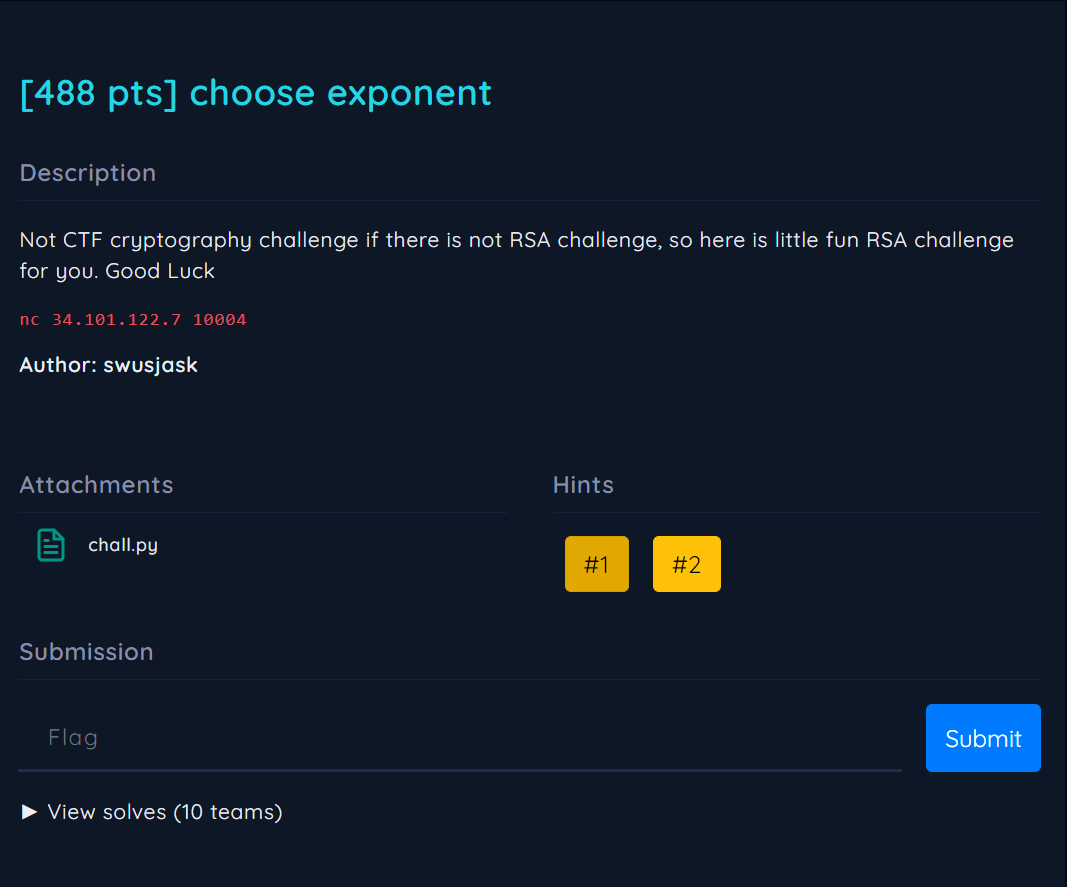 [488 pts] choose exponent
Description
Not CTF cryptography challenge if there is not RSA challenge, so here is little fun RSA challenge
for you. Good Luck
nc 34.101.122.7 10004
Author: swusjask
Attachments
Hints
chall.py
#1
#2
Submission
Flag
Submit
► View solves (10 teams)